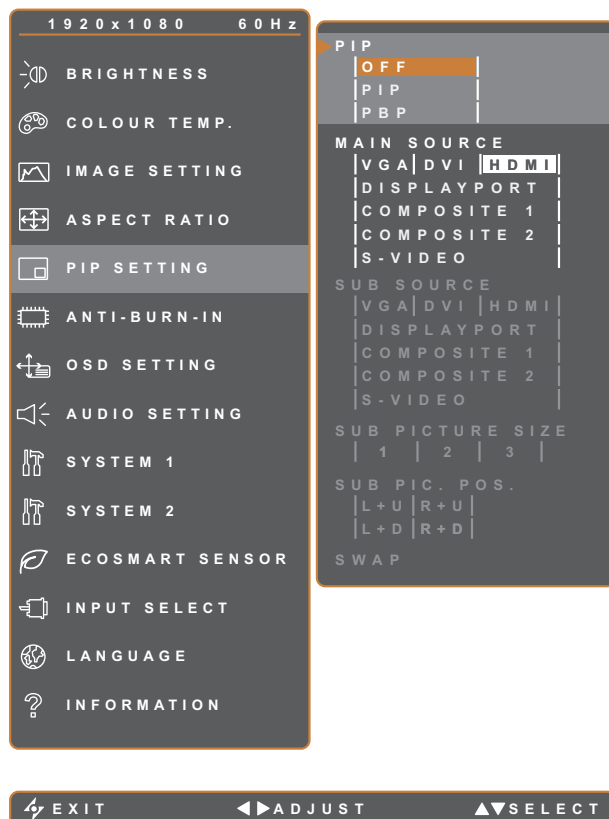 1920x1080 60Hz
BRIGHTNESS
COLOUR TEMP.
IMAGE SETTING
ASPECT RATIO
PIP SETTING
ANTI-BURN-IN
OSD SETTING
AUDIO SETTING
SYSTEM 1
SYSTEM 2
ECOSMART SENSOR
INPUT SELECT
LANGUAGE
INFORMATION
PIP
OFF
PIP
PBP
MAIN SOURCE
VGA DVI HDMI
DISPLAYPORT
COMPOSITE 1
COMPOSITE 2
S-VIDEO
SUB SOURCE
VGA DVI HDMI
DISPLAYPORT
COMPOSITE 1
COMPOSITE 2
S-VIDEO
SUB PICTURE SIZE
1 2 3
SUB PIC. POS.
L+U R+U
L+D R+D
SWAP
EXIT ADJUST SELECT